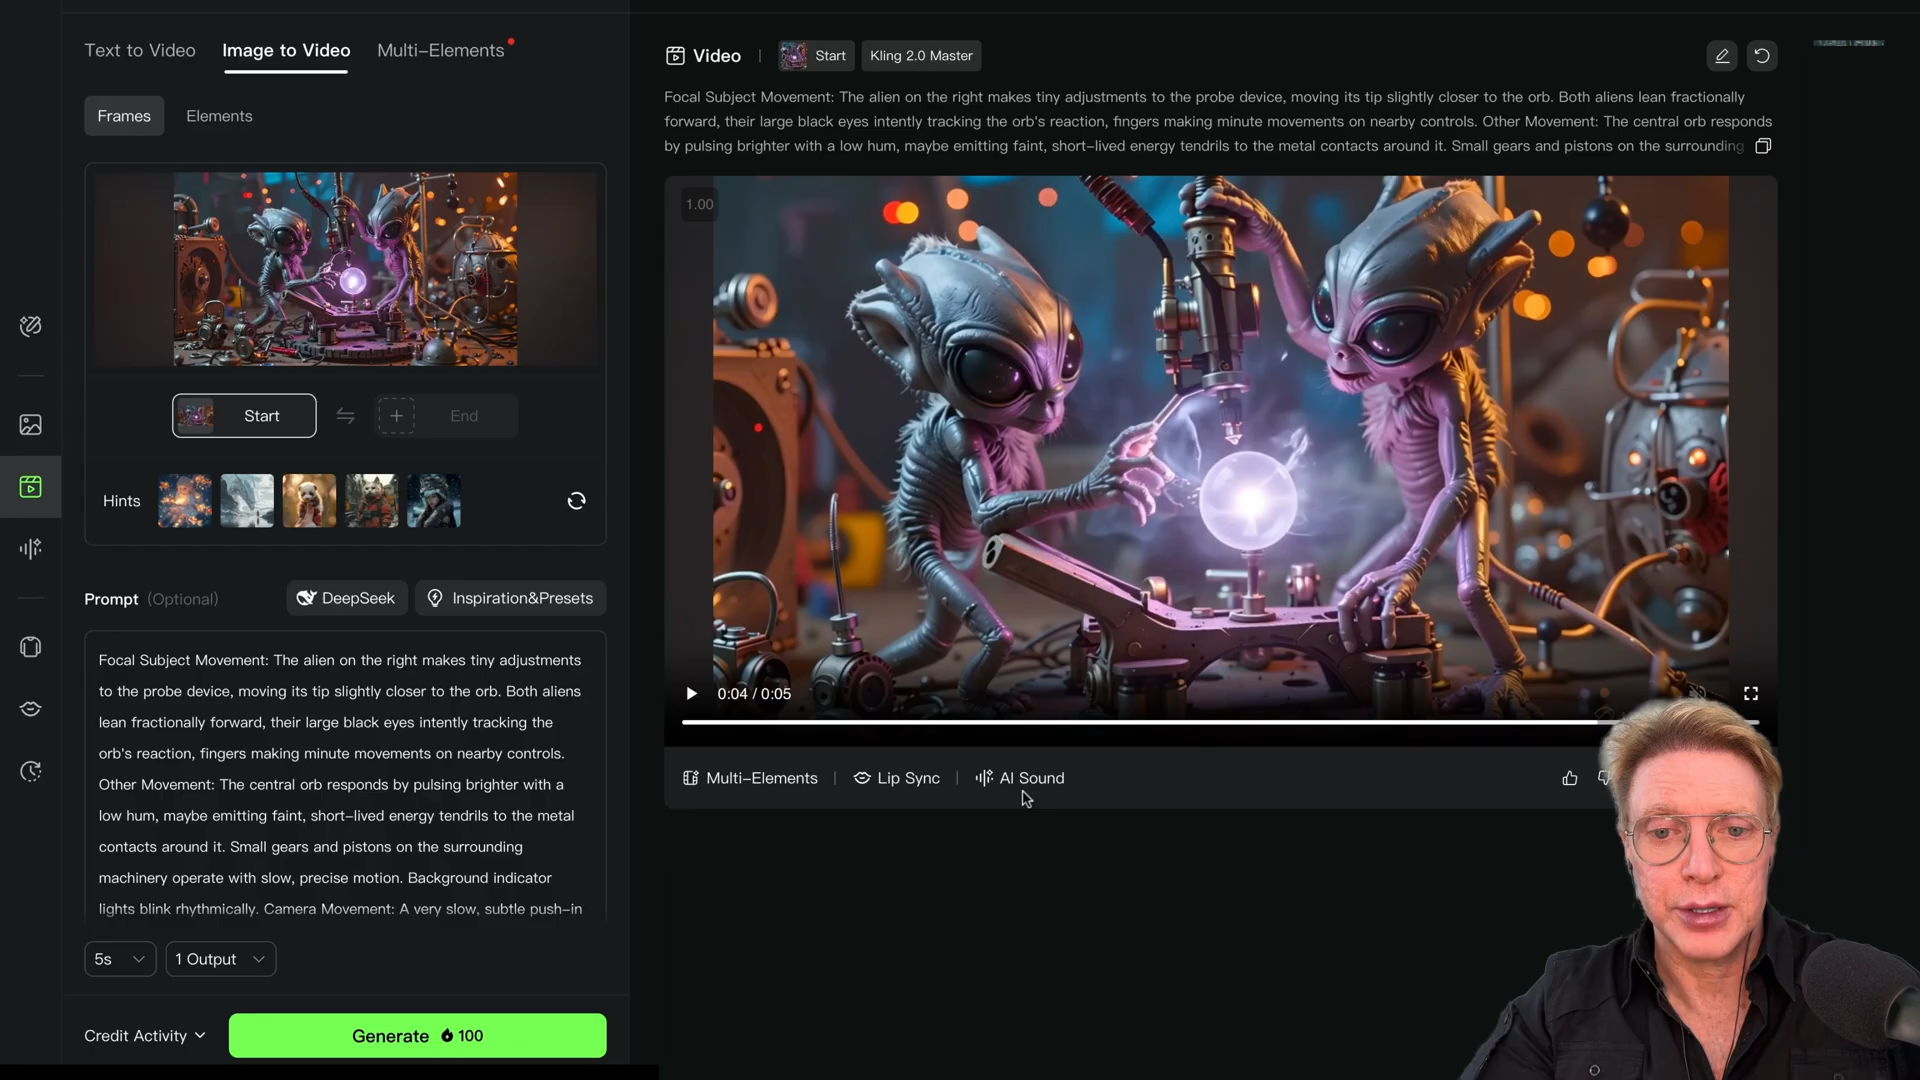 Text to Video
Image to Video
Multi-Elements
Frames
Elements
Start
End
Hints
Prompt (Optional)
DeepSeek
Inspiration&Presets
Focal Subject Movement: The alien on the right makes tiny adjustments
to the probe device, moving its tip slightly closer to the orb. Both aliens
lean fractionally forward, their large black eyes intently tracking the
orb's reaction, fingers making minute movements on nearby controls.
Other Movement: The central orb responds by pulsing brighter with a
low hum, maybe emitting faint, short-lived energy tendrils to the metal
contacts around it. Small gears and pistons on the surrounding
machinery operate with slow, precise motion. Background indicator
lights blink rhythmically. Camera Movement: A very slow, subtle push-in
5s
1 Output
Credit Activity
Generate 100
Video
Start
Kling 2.0 Master
Focal Subject Movement: The alien on the right makes tiny adjustments to the probe device, moving its tip slightly closer to the orb. Both aliens lean fractionally
forward, their large black eyes intently tracking the orb's reaction, fingers making minute movements on nearby controls. Other Movement: The central orb responds
by pulsing brighter with a low hum, maybe emitting faint, short-lived energy tendrils to the metal contacts around it. Small gears and pistons on the surrounding
1.00
0:04 / 0:05
Multi-Elements
Lip Sync
AI Sound